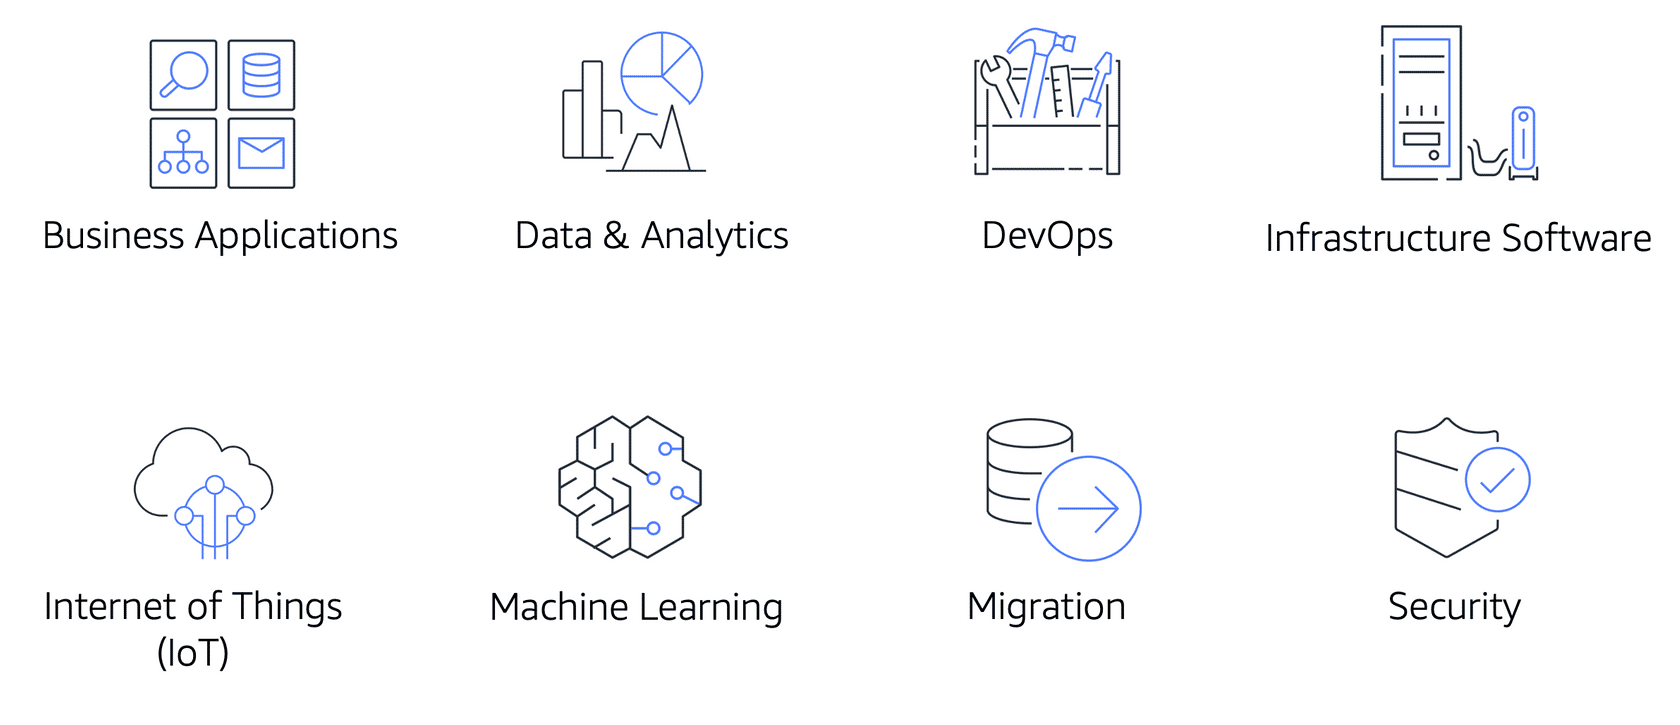 Business Applications
Data & Analytics
DevOps
Infrastructure Software
Internet of Things
(IoT)
Machine Learning
Migration
Security